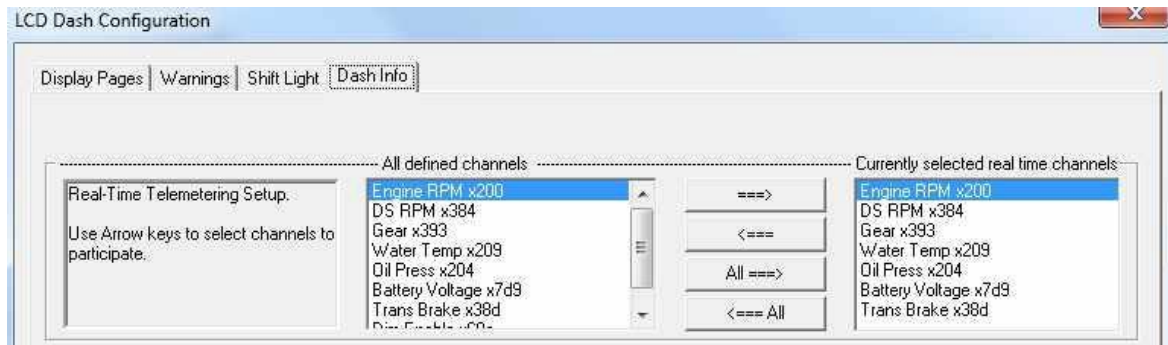 LCD Dash Configuration
Display Pages Warnings Shift Light Dash Info
All defined channels
Currently selected real time channels
Real-Time Telemetering Setup.
Use Arrow keys to select channels to
participate.
Engine RPM x200
DS RPM x384
Gear x393
Water Temp x209
Oil Press x204
Battery Voltage x7d9
Trans Brake x38d
===>
<===
All ===>
<=== All
Engine RPM x200
DS RPM x384
Gear x393
Water Temp x209
Oil Press x204
Battery Voltage x7d9
Trans Brake x38d